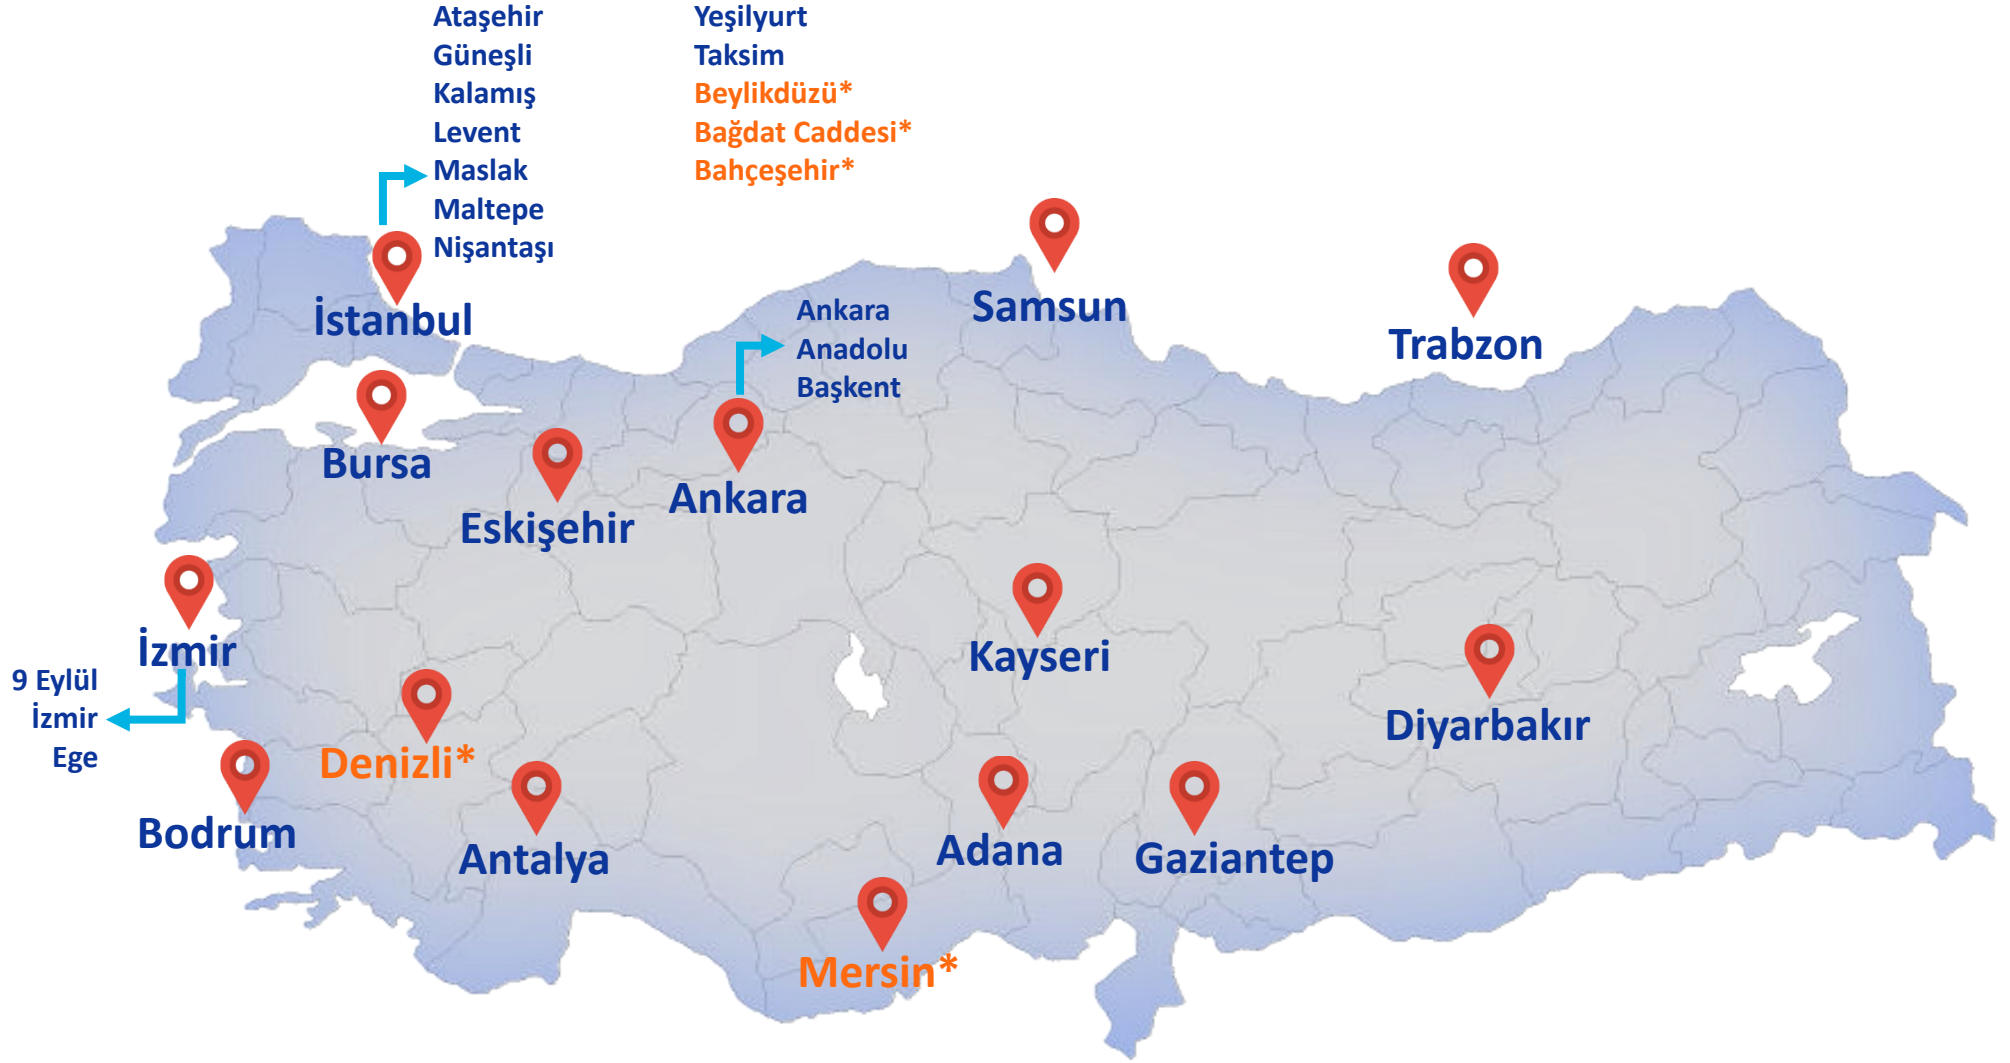 Ataşehir
Güneşli
Kalamış
Levent
Maslak
Maltepe
Nişantaşı
Yeşilyurt
Taksim
Beylikdüzü*
Bağdat Caddesi*
Bahçeşehir*
İstanbul
Samsun
Trabzon
Ankara
Anadolu
Başkent
Bursa
Eskişehir
Ankara
İzmir
9 Eylül
İzmir
Ege
Kayseri
Diyarbakır
Denizli*
Bodrum
Antalya
Adana
Gaziantep
Mersin*